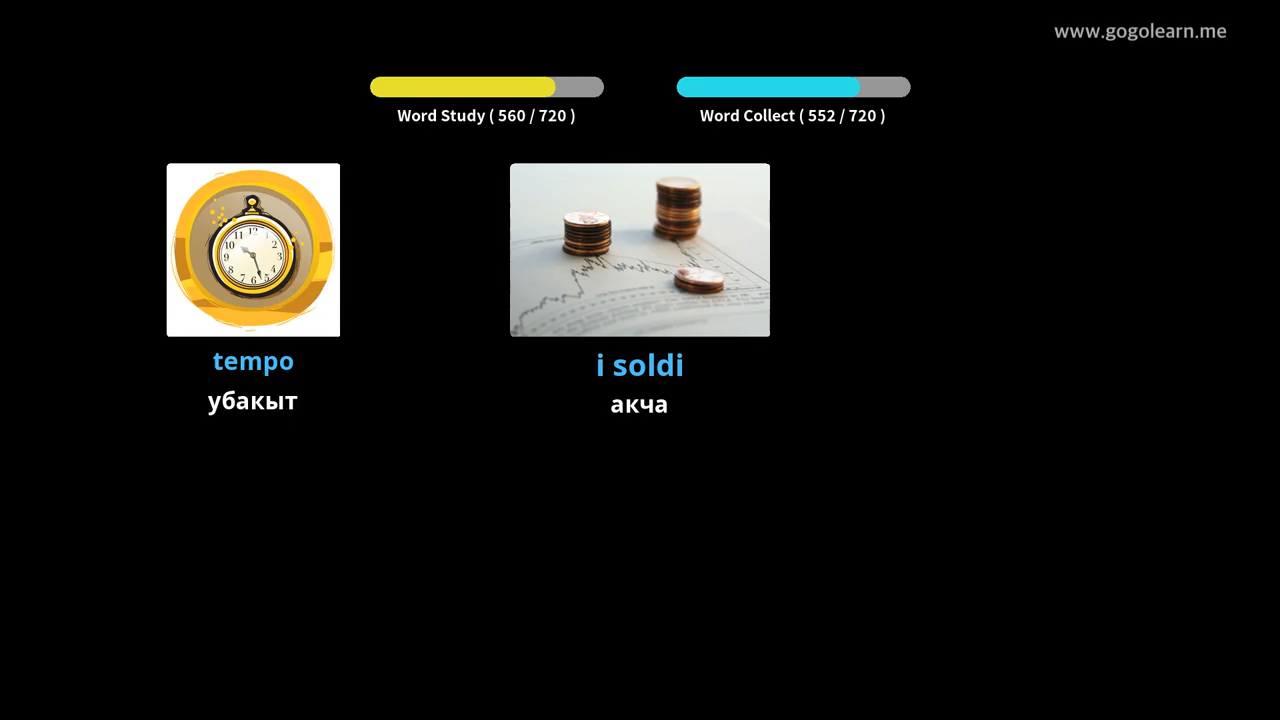 www.gogolearn.me
Word Study ( 560 / 720 )
Word Collect ( 552 / 720 )
tempo
убакыт
i soldi
акча